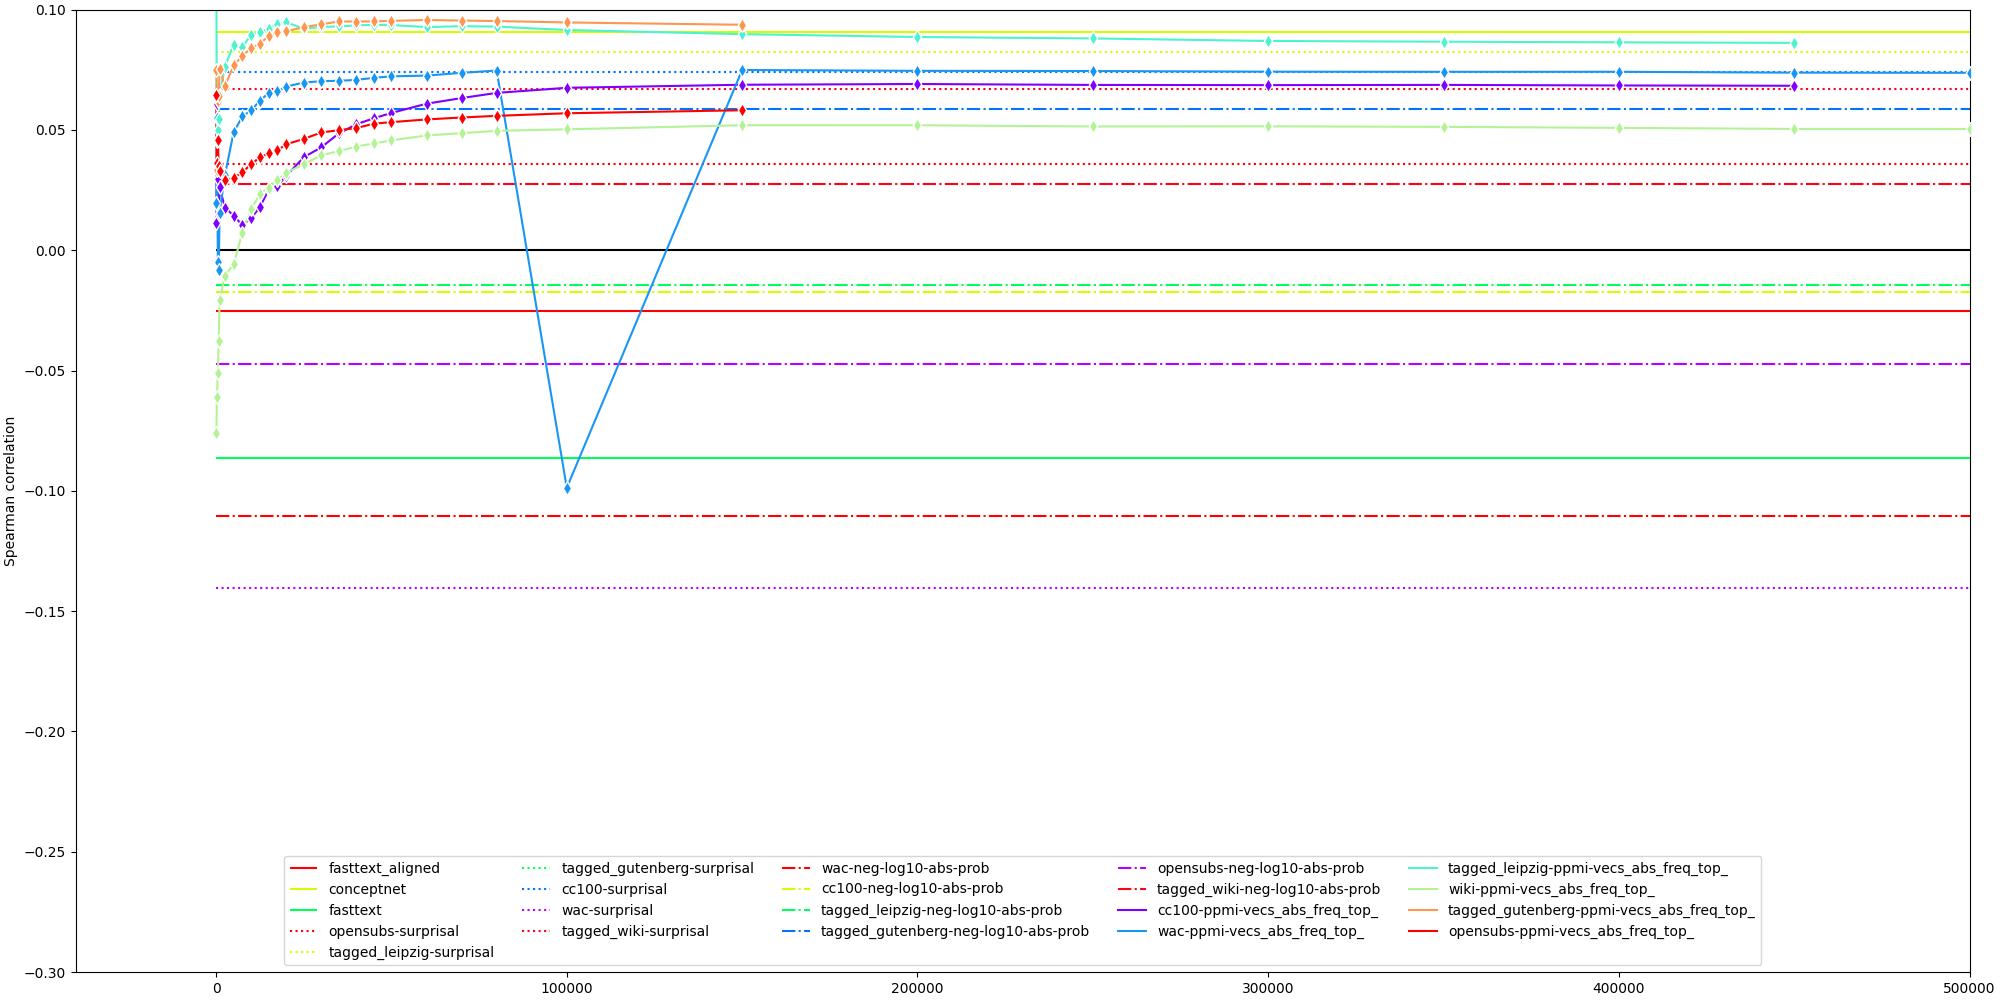 0.10
0.05
0.00
−0.05
−0.10
−0.15
−0.20
−0.25
−0.30
Spearman correlation
0
100000
200000
300000
400000
500000
fasttext_aligned
conceptnet
fasttext
opensubs-surprisal
tagged_leipzig-surprisal
tagged_gutenberg-surprisal
cc100-surprisal
wac-surprisal
tagged_wiki-surprisal
wac-neg-log10-abs-prob
cc100-neg-log10-abs-prob
tagged_leipzig-neg-log10-abs-prob
tagged_gutenberg-neg-log10-abs-prob
opensubs-neg-log10-abs-prob
tagged_wiki-neg-log10-abs-prob
cc100-ppmi-vecs_abs_freq_top_
wac-ppmi-vecs_abs_freq_top_
tagged_leipzig-ppmi-vecs_abs_freq_top_
wiki-ppmi-vecs_abs_freq_top_
tagged_gutenberg-ppmi-vecs_abs_freq_top_
opensubs-ppmi-vecs_abs_freq_top_